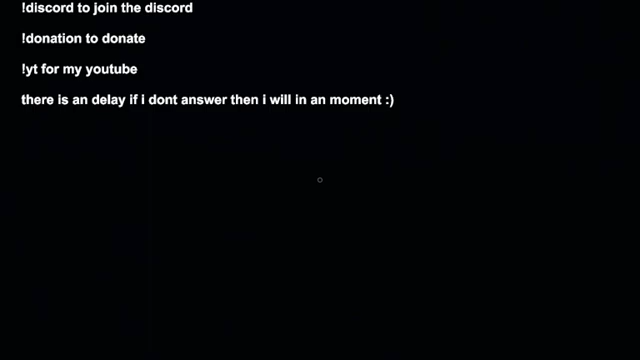 !discord to join the discord
!donation to donate
!yt for my youtube
there is an delay if i dont answer then i will in an moment :)